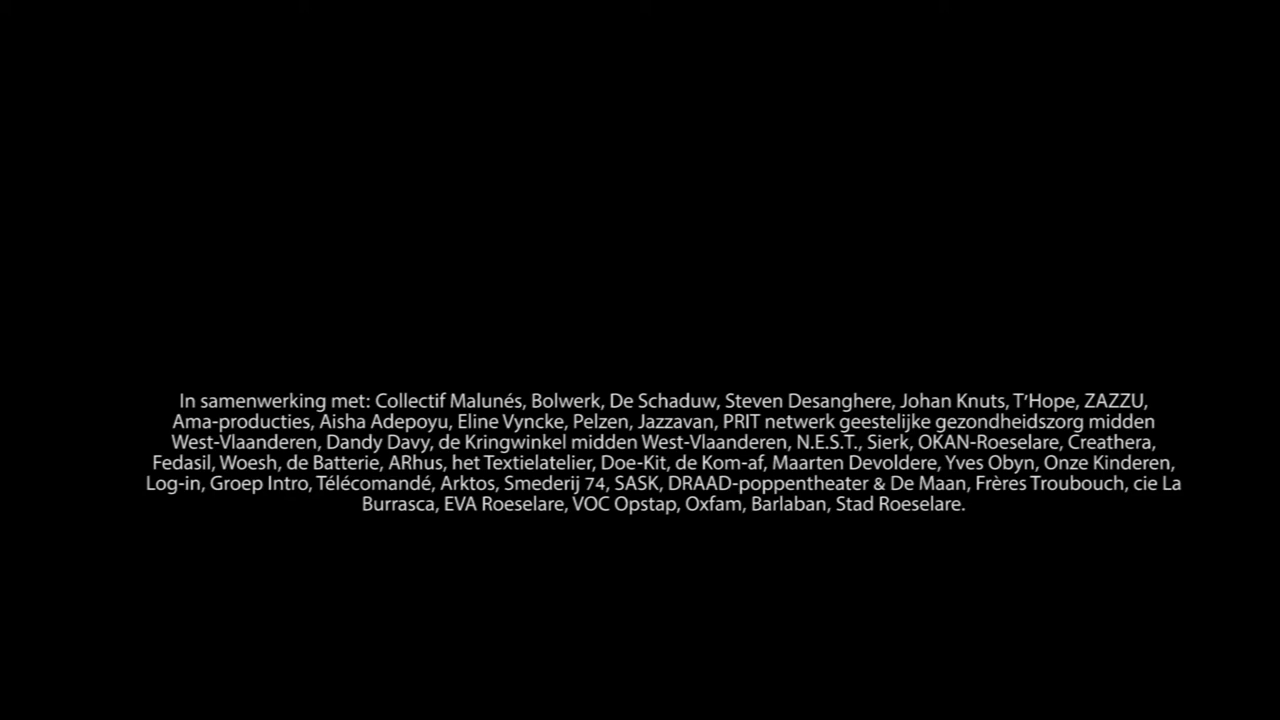 In samenwerking met: Collectif Malunés, Bolwerk, De Schaduw, Steven Desanghere, Johan Knuts, T'Hope, ZAZZU,
Ama-producties, Aisha Adepoyu, Eline Vyncke, Pelzen, Jazzavan, PRIT netwerk geestelijke gezondheidszorg midden
West-Vlaanderen, Dandy Davy, de Kringwinkel midden West-Vlaanderen, N.E.S.T., Sierk, OKAN-Roeselare, Creathera,
Fedasil, Woesh, de Batterie, ARhus, het Textielatelier, Doe-Kit, de Kom-af, Maarten Devoldere, Yves Obyn, Onze Kinderen,
Log-in, Groep Intro, Télécomandé, Arktos, Smederij 74, SASK, DRAAD-poppentheater & De Maan, Frères Troubouch, cie La
Burrasca, EVA Roeselare, VOC Opstap, Oxfam, Barlaban, Stad Roeselare.